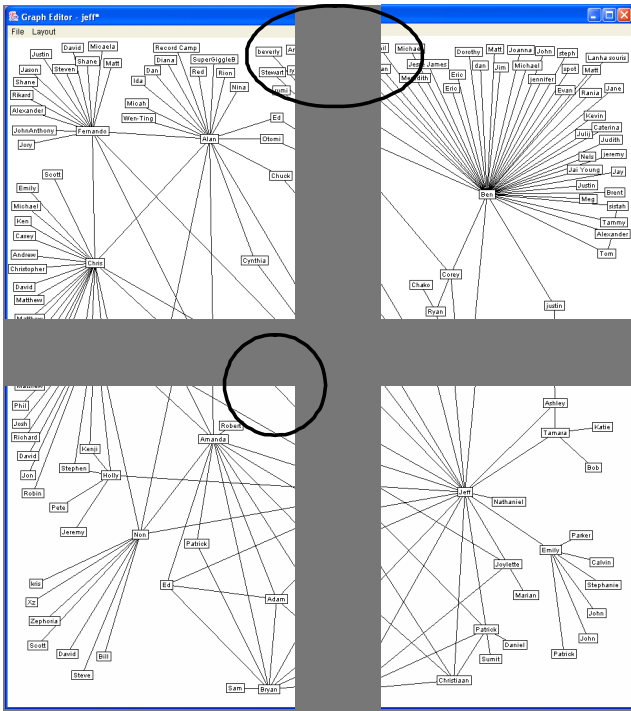 Graph Editor - jeff*
File Layout
David
Micaela
Justin
Shane
Jason
Steven
Matt
Shane
Rikard
Alexander
JohnAnthony
Fernando
Jory
Record Camp
Diana
SuperGiggleB
Dan
Red
Rion
Ida
Nina
Micah
Wen-Ting
Ed
Alan
Otomi
Chuck
Cynthia
beverly
Stewart
Michael
Jesse James
Meredith
Eric
Eric
Dorothy
Matt
Joanna
John
steph
dan
Jim
Michael
jennifer
spot
Lanha souris
Matt
Evan
Rania
Jane
Kevin
Caterina
Julij
Judith
Nels
jeremy
Jai Young
Jay
Ben
Justin
Brent
Meg
sistah
Tammy
Alexander
Tom
Scott
Emily
Michael
Ken
Casey
Andrew
Chris
Christopher
David
Matthew
Corey
Chako
Ryan
justin
Phil
Josh
Richard
David
Jon
Robin
Kenji
Stephen
Holly
Pete
Jeremy
Robert
Amanda
Non
Patrick
Ed
Adam
kris
Xz
Zephoria
Scott
David
Bill
Steve
Sam
Bryan
Ashley
Tamara
Katie
Bob
Jeff
Nathaniel
Parker
Emily
Calvin
Joylette
Stephanie
Marian
John
Patrick
John
Daniel
Sumit
Patrick
Christiaan